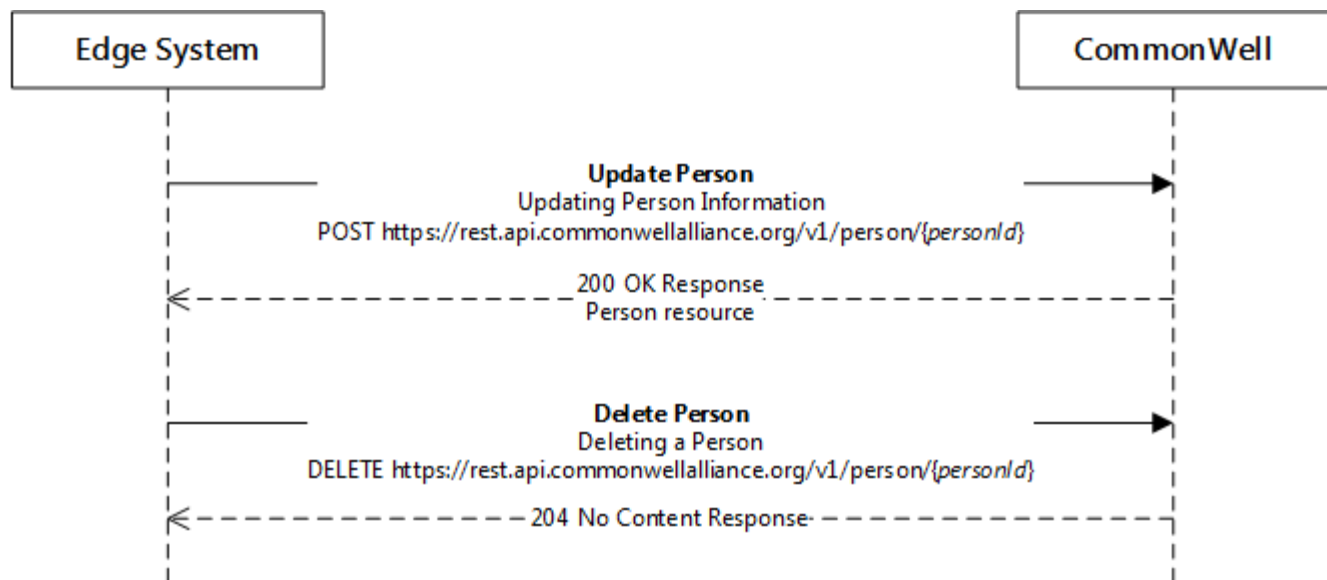 Edge System
CommonWell
Update Person
Updating Person Information
POST https://rest.api.commonwellalliance.org/v1/person/{personId}
200 OK Response
Person resource
Delete Person
Deleting a Person
DELETE https://rest.api.commonwellalliance.org/v1/person/{personId}
204 No Content Response